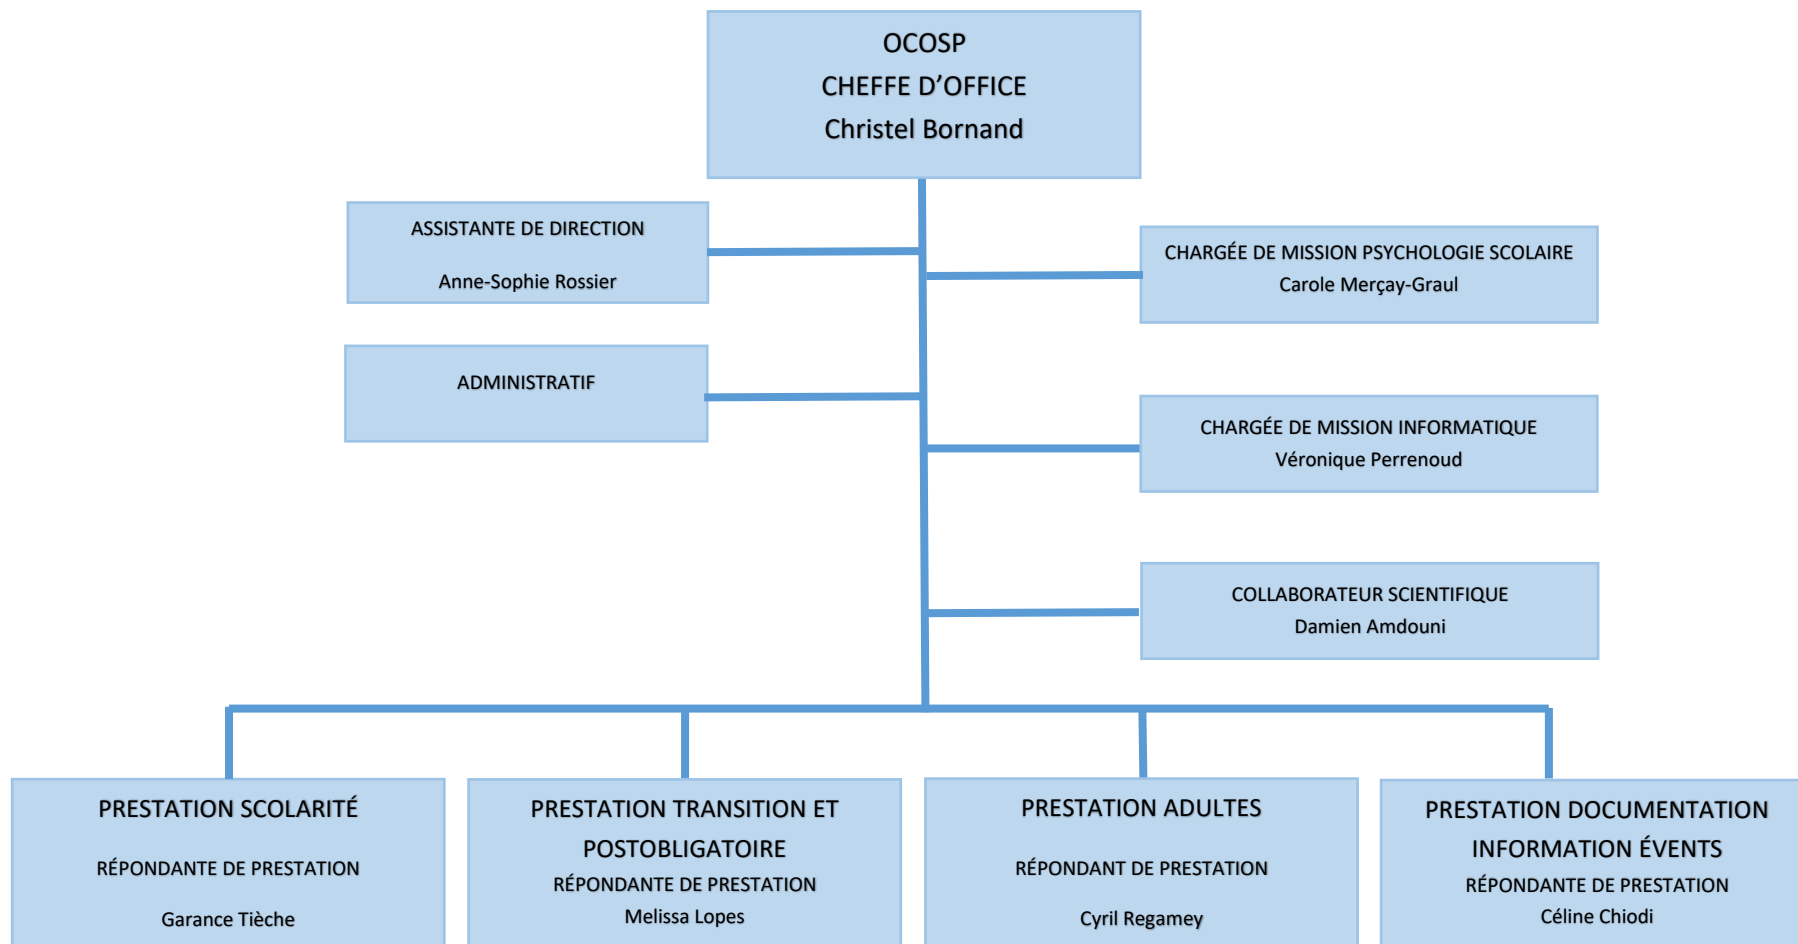 OCOSP
CHEFFE D’OFFICE
Christel Bornand
ASSISTANTE DE DIRECTION
Anne-Sophie Rossier
CHARGÉE DE MISSION PSYCHOLOGIE SCOLAIRE
Carole Merçay-Graul
ADMINISTRATIF
CHARGÉE DE MISSION INFORMATIQUE
Véronique Perrenoud
COLLABORATEUR SCIENTIFIQUE
Damien Amdouni
PRESTATION SCOLARITÉ
RÉPONDANTE DE PRESTATION
Garance Tièche
PRESTATION TRANSITION ET
POSTOBLIGATOIRE
RÉPONDANTE DE PRESTATION
Melissa Lopes
PRESTATION ADULTES
RÉPONDANT DE PRESTATION
Cyril Regamey
PRESTATION DOCUMENTATION
INFORMATION ÉVENTS
RÉPONDANTE DE PRESTATION
Céline Chiodi